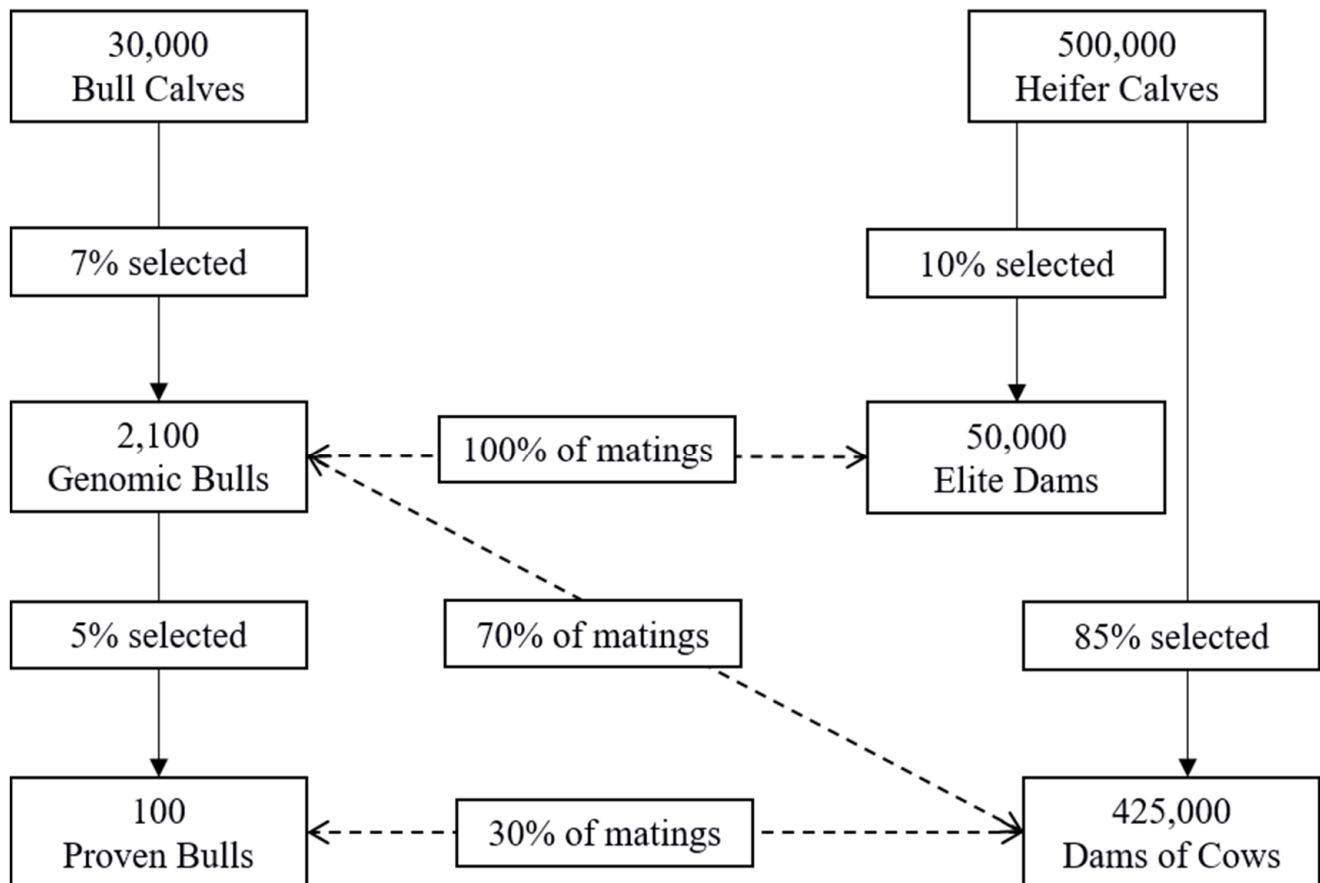 30,000
Bull Calves
500,000
Heifer Calves
7% selected
10% selected
2,100
Genomic Bulls
100% of matings
50,000
Elite Dams
5% selected
70% of matings
85% selected
100
Proven Bulls
30% of matings
425,000
Dams of Cows